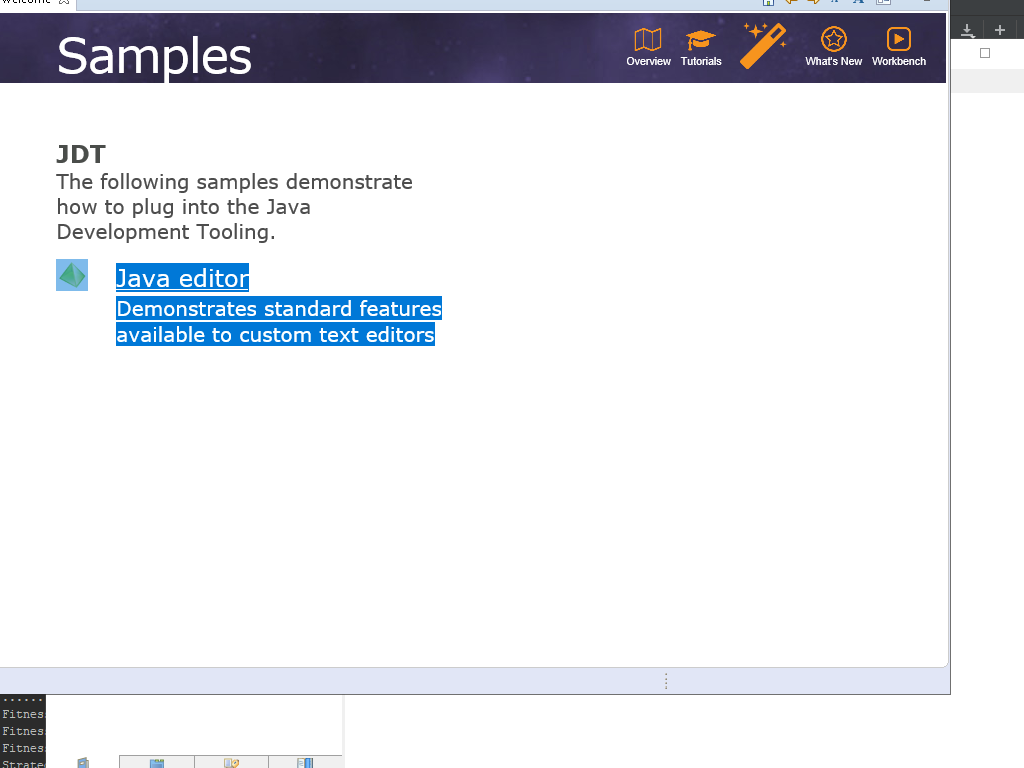 Samples
Overview
Tutorials
What's New
Workbench
JDT
The following samples demonstrate
how to plug into the Java
Development Tooling.
Java editor
Demonstrates standard features
available to custom text editors
Fitnes
Fitnes
Fitnes
Strate